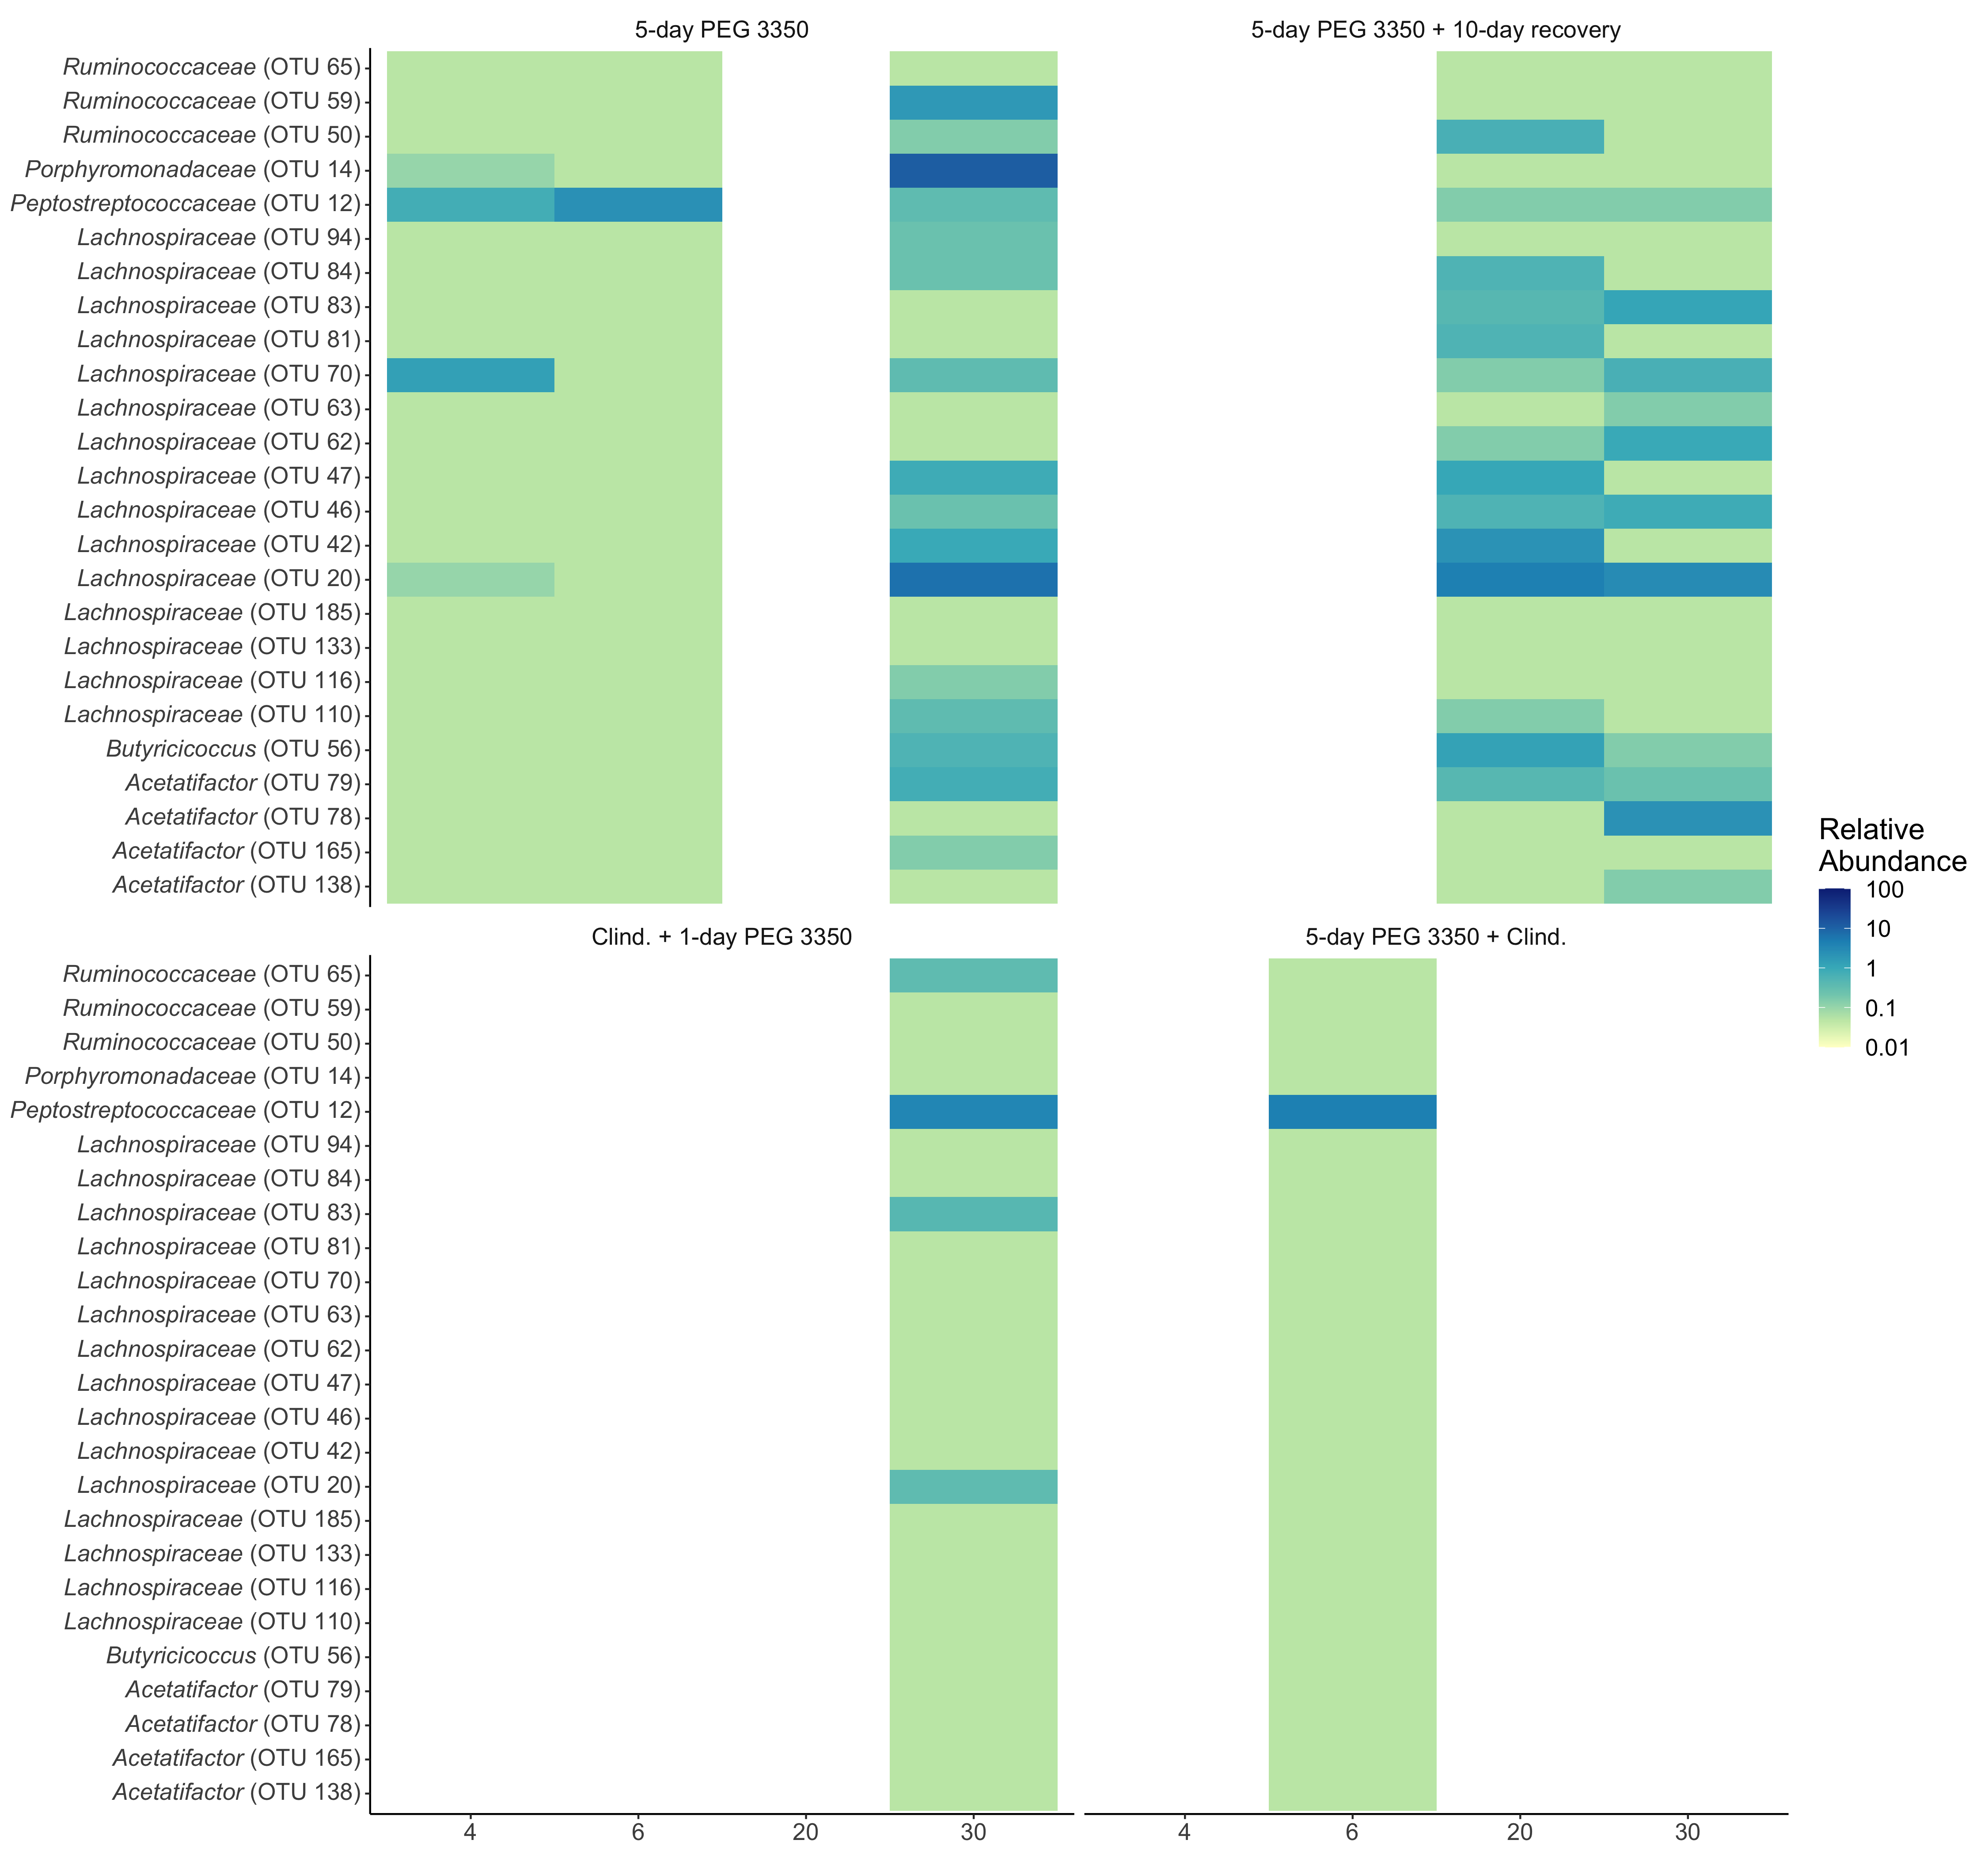 5-day PEG 3350
5-day PEG 3350 + 10-day recovery
Ruminococcaceae (OTU 65)
Ruminococcaceae (OTU 59)
Ruminococcaceae (OTU 50)
Porphyromonadaceae (OTU 14)
Peptostreptococcaceae (OTU 12)
Lachnospiraceae (OTU 94)
Lachnospiraceae (OTU 84)
Lachnospiraceae (OTU 83)
Lachnospiraceae (OTU 81)
Lachnospiraceae (OTU 70)
Lachnospiraceae (OTU 63)
Lachnospiraceae (OTU 62)
Lachnospiraceae (OTU 47)
Lachnospiraceae (OTU 46)
Lachnospiraceae (OTU 42)
Lachnospiraceae (OTU 20)
Lachnospiraceae (OTU 185)
Lachnospiraceae (OTU 133)
Lachnospiraceae (OTU 116)
Lachnospiraceae (OTU 110)
Butyricicoccus (OTU 56)
Acetatifactor (OTU 79)
Acetatifactor (OTU 78)
Acetatifactor (OTU 165)
Acetatifactor (OTU 138)
Clind. + 1-day PEG 3350
5-day PEG 3350 + Clind.
Ruminococcaceae (OTU 65)
Ruminococcaceae (OTU 59)
Ruminococcaceae (OTU 50)
Porphyromonadaceae (OTU 14)
Peptostreptococcaceae (OTU 12)
Lachnospiraceae (OTU 94)
Lachnospiraceae (OTU 84)
Lachnospiraceae (OTU 83)
Lachnospiraceae (OTU 81)
Lachnospiraceae (OTU 70)
Lachnospiraceae (OTU 63)
Lachnospiraceae (OTU 62)
Lachnospiraceae (OTU 47)
Lachnospiraceae (OTU 46)
Lachnospiraceae (OTU 42)
Lachnospiraceae (OTU 20)
Lachnospiraceae (OTU 185)
Lachnospiraceae (OTU 133)
Lachnospiraceae (OTU 116)
Lachnospiraceae (OTU 110)
Butyricicoccus (OTU 56)
Acetatifactor (OTU 79)
Acetatifactor (OTU 78)
Acetatifactor (OTU 165)
Acetatifactor (OTU 138)
4 6 20 30
4 6 20 30
Relative
Abundance
100
10
1
0.1
0.01